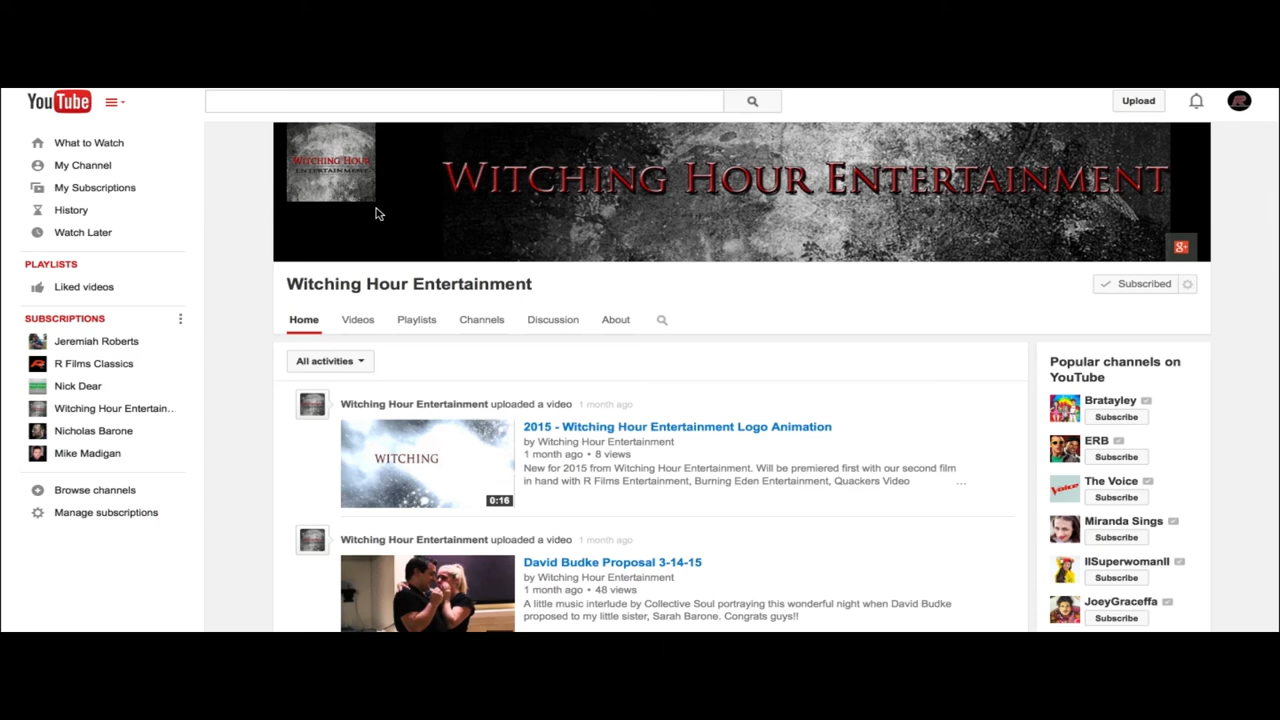 YouTube
Upload
What to Watch
My Channel
My Subscriptions
History
Watch Later
PLAYLISTS
Liked videos
SUBSCRIPTIONS
Jeremiah Roberts
R Films Classics
Nick Dear
Witching Hour Entertain...
Nicholas Barone
Mike Madigan
Browse channels
Manage subscriptions
WITCHING HOUR
ENTERTAINMENT
WITCHING HOUR ENTERTAINMENT
g+
Witching Hour Entertainment
Subscribed
Home Videos Playlists Channels Discussion About
All activities
Witching Hour Entertainment uploaded a video 1 month ago
WITCHING
0:16
2015 - Witching Hour Entertainment Logo Animation
by Witching Hour Entertainment
1 month ago • 8 views
New for 2015 from Witching Hour Entertainment. Will be premiered first with our second film
in hand with R Films Entertainment, Burning Eden Entertainment, Quackers Video ...
Witching Hour Entertainment uploaded a video 1 month ago
David Budke Proposal 3-14-15
by Witching Hour Entertainment
1 month ago • 48 views
A little music interlude by Collective Soul portraying this wonderful night when David Budke
proposed to my little sister, Sarah Barone. Congrats guys!!
Popular channels on
YouTube
Bratayley
Subscribe
ERB
Subscribe
Voice
The Voice
Subscribe
Miranda Sings
Subscribe
IISuperwomanII
Subscribe
JoeyGraceffa
Subscribe